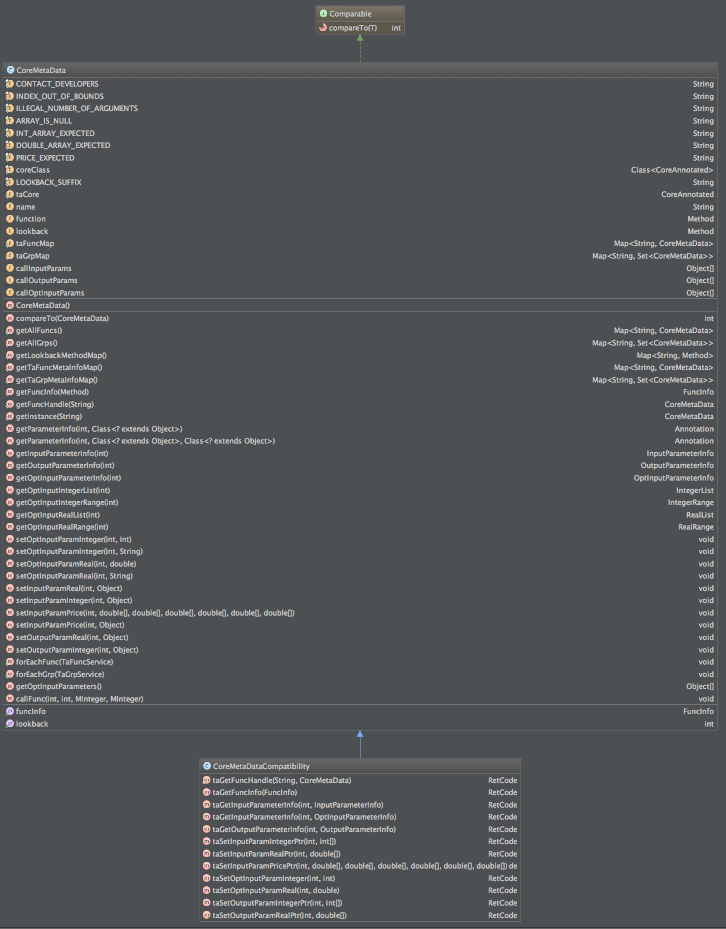 Comparable
compareTo(T) int
CoreMetaData
CONTACT_DEVELOPERS String
INDEX_OUT_OF_BOUNDS String
ILLEGAL_NUMBER_OF_ARGUMENTS String
ARRAY_IS_NULL String
INT_ARRAY_EXPECTED String
DOUBLE_ARRAY_EXPECTED String
PRICE_EXPECTED String
coreClass Class<CoreAnnotated>
LOOKBACK_SUFFIX String
taCore CoreAnnotated
name String
function Method
lookback Method
taFuncMap Map<String, CoreMetaData>
taGrpMap Map<String, Set<CoreMetaData>>
callInputParams Object[]
callOutputParams Object[]
callOptInputParams Object[]
CoreMetaData()
compareTo(CoreMetaData) int
getAllFuncs() Map<String, CoreMetaData>
getAllGrps() Map<String, Set<CoreMetaData>>
getLookbackMethodMap() Map<String, Method>
getTaFuncMetaInfoMap() Map<String, CoreMetaData>
getTaGrpMetaInfoMap() Map<String, Set<CoreMetaData>>
getFuncInfo(Method) FuncInfo
getFuncHandle(String) CoreMetaData
getInstance(String) CoreMetaData
getParameterInfo(int, Class<? extends Object>) Annotation
getParameterInfo(int, Class<? extends Object>, Class<? extends Object>) Annotation
getInputParameterInfo(int) InputParameterInfo
getOutputParameterInfo(int) OutputParameterInfo
getOptInputParameterInfo(int) OptInputParameterInfo
getOptInputIntegerList(int) IntegerList
getOptInputIntegerRange(int) IntegerRange
getOptInputRealList(int) RealList
getOptInputRealRange(int) RealRange
setOptInputParamInteger(int, int) void
setOptInputParamInteger(int, String) void
setOptInputParamReal(int, double) void
setOptInputParamReal(int, String) void
setInputParamReal(int, Object) void
setInputParamInteger(int, Object) void
setInputParamPrice(int, double[], double[], double[], double[], double[], double[]) void
setInputParamPrice(int, Object) void
setOutputParamReal(int, Object) void
setOutputParamInteger(int, Object) void
forEachFunc(TaFuncService) void
forEachGrp(TaGrpService) void
getOptInputParameters() Object[]
callFunc(int, int, MInteger, MInteger) void
funcInfo FuncInfo
lookback int
CoreMetaDataCompatibility
taGetFuncHandle(String, CoreMetaData) RetCode
taGetFuncInfo(FuncInfo) RetCode
taGetInputParameterInfo(int, InputParameterInfo) RetCode
taGetInputParameterInfo(int, OptInputParameterInfo) RetCode
taGetOutputParameterInfo(int, OutputParameterInfo) RetCode
taSetInputParamIntegerPtr(int, int[]) RetCode
taSetInputParamRealPtr(int, double[]) RetCode
taSetInputParamPricePtr(int, double[], double[], double[], double[], double[], double[]) de
taSetOptInputParamInteger(int, int) RetCode
taSetOptInputParamReal(int, double) RetCode
taSetOutputParamIntegerPtr(int, int[]) RetCode
taSetOutputParamRealPtr(int, double[]) RetCode